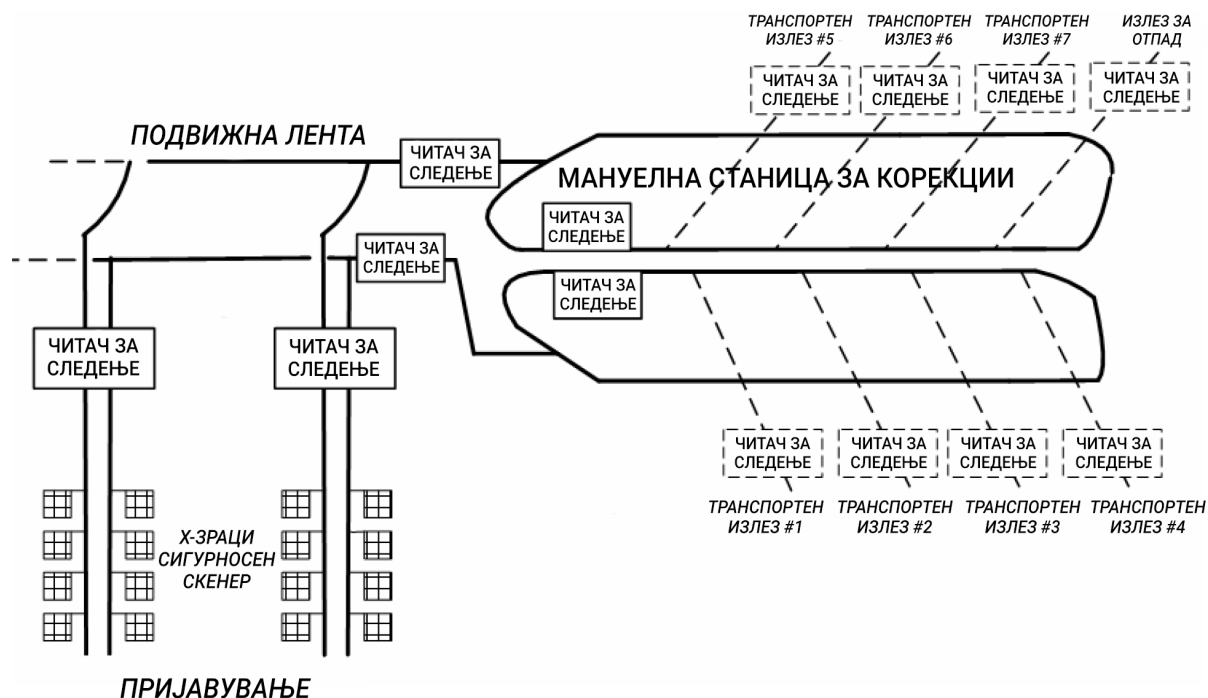 ТРАНСПОРТЕН
ИЗЛЕЗ #5
ТРАНСПОРТЕН
ИЗЛЕЗ #6
ТРАНСПОРТЕН
ИЗЛЕЗ #7
ИЗЛЕЗ ЗА
ОТПАД
ЧИТАЧ ЗА
СЛЕДЕЊЕ
ЧИТАЧ ЗА
СЛЕДЕЊЕ
ЧИТАЧ ЗА
СЛЕДЕЊЕ
ЧИТАЧ ЗА
СЛЕДЕЊЕ
ПОДВИЖНА ЛЕНТА
ЧИТАЧ ЗА
СЛЕДЕЊЕ
МАНУЕЛНА СТАНИЦА ЗА КОРЕКЦИИ
ЧИТАЧ ЗА
СЛЕДЕЊЕ
ЧИТАЧ ЗА
СЛЕДЕЊЕ
ЧИТАЧ ЗА
СЛЕДЕЊЕ
ЧИТАЧ ЗА
СЛЕДЕЊЕ
ЧИТАЧ ЗА
СЛЕДЕЊЕ
ЧИТАЧ ЗА
СЛЕДЕЊЕ
ЧИТАЧ ЗА
СЛЕДЕЊЕ
ЧИТАЧ ЗА
СЛЕДЕЊЕ
ЧИТАЧ ЗА
СЛЕДЕЊЕ
ТРАНСПОРТЕН
ИЗЛЕЗ #1
ТРАНСПОРТЕН
ИЗЛЕЗ #2
ТРАНСПОРТЕН
ИЗЛЕЗ #3
ТРАНСПОРТЕН
ИЗЛЕЗ #4
Х-ЗРАЦИ
СИГУРНОСЕН
СКЕНЕР
ПРИЈАВУВАЊЕ